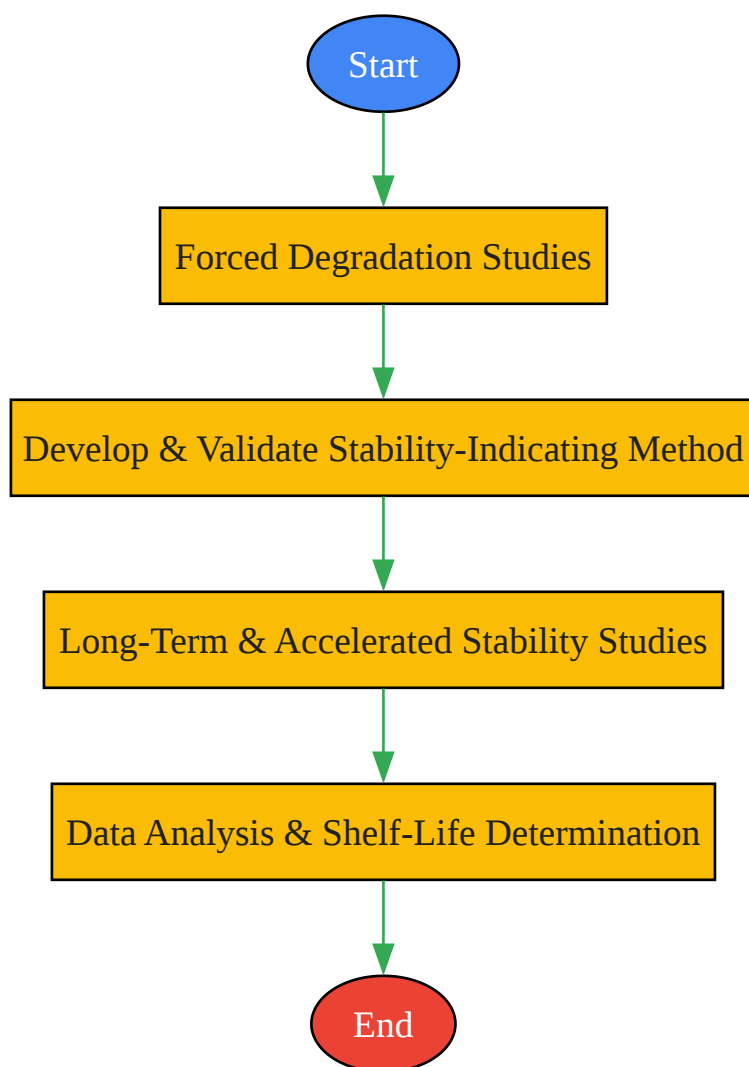 Start
Forced Degradation Studies
Develop & Validate Stability-Indicating Method
Long-Term & Accelerated Stability Studies
Data Analysis & Shelf-Life Determination
End